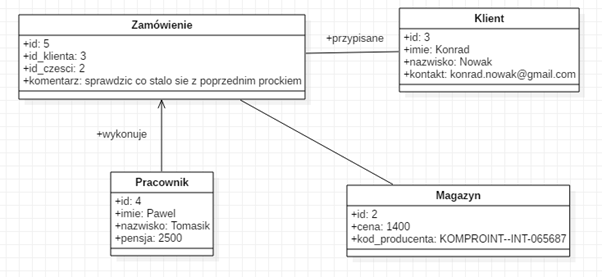 Zamówienie
+id: 5
+id_klienta: 3
+id_czesci: 2
+komentarz: sprawdzic co stalo sie z poprzednim prockiem
+przypisane
Klient
+id: 3
+imie: Konrad
+nazwisko: Nowak
+kontakt: konrad.nowak@gmail.com
+wykonuje
Pracownik
+id: 4
+imie: Pawel
+nazwisko: Tomasik
+pensja: 2500
Magazyn
+id: 2
+cena: 1400
+kod_producenta: KOMPROINT--INT-065687